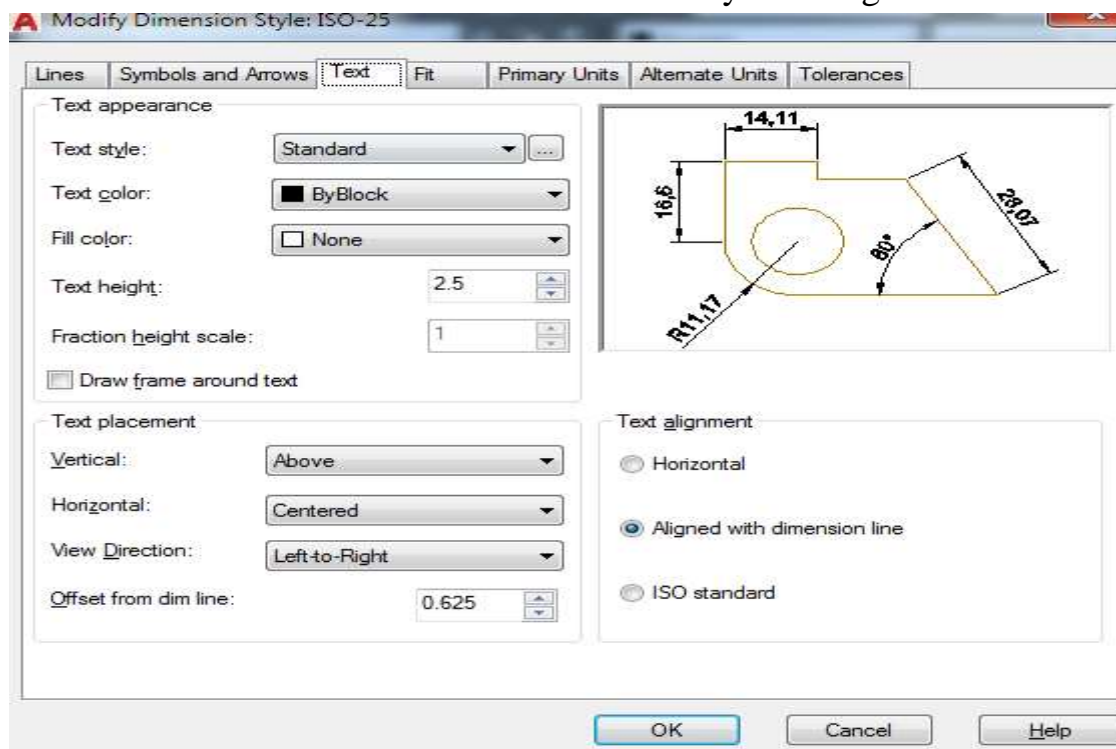 Modify Dimension Style: ISO-25
Lines Symbols and Arrows Text Fit Primary Units Alternate Units Tolerances
Text appearance
Text style: Standard ...
Text color: ByBlock
Fill color: None
Text height: 2.5
Fraction height scale: 1
Draw frame around text
14,11
16,6
28,07
60°
R11,17
Text placement
Vertical: Above
Horizontal: Centered
View Direction: Left-to-Right
Offset from dim line: 0.625
Text alignment
Horizontal
Aligned with dimension line
ISO standard
OK Cancel Help